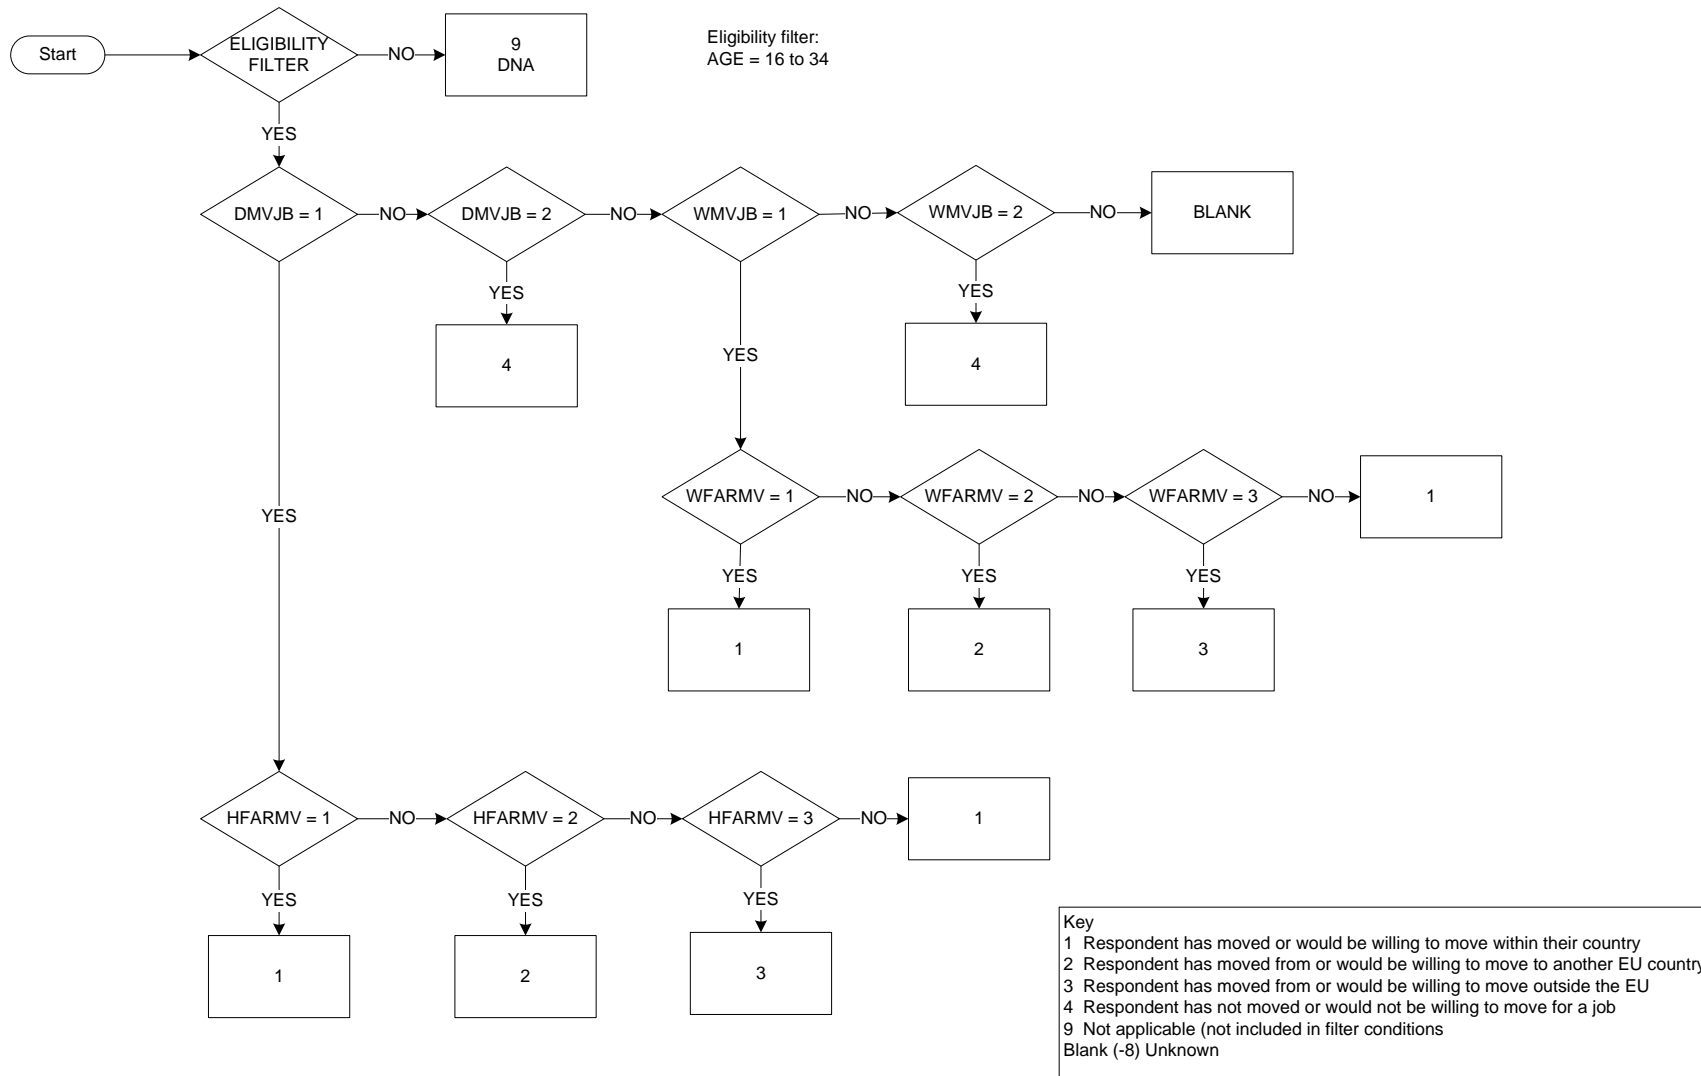 Start
ELIGIBILITY
FILTER
NO
9
DNA
Eligibility filter:
AGE = 16 to 34
YES
DMVJB = 1
NO
DMVJB = 2
NO
WMVJB = 1
NO
WMVJB = 2
NO
BLANK
YES
4
YES
4
YES
YES
WFARMV = 1
NO
WFARMV = 2
NO
WFARMV = 3
NO
1
YES
1
YES
2
YES
3
HFARMV = 1
NO
HFARMV = 2
NO
HFARMV = 3
NO
1
YES
1
YES
2
YES
3
Key
1 Respondent has moved or would be willing to move within their country
2 Respondent has moved from or would be willing to move to another EU country
3 Respondent has moved from or would be willing to move outside the EU
4 Respondent has not moved or would not be willing to move for a job
9 Not applicable (not included in filter conditions
Blank (-8) Unknown